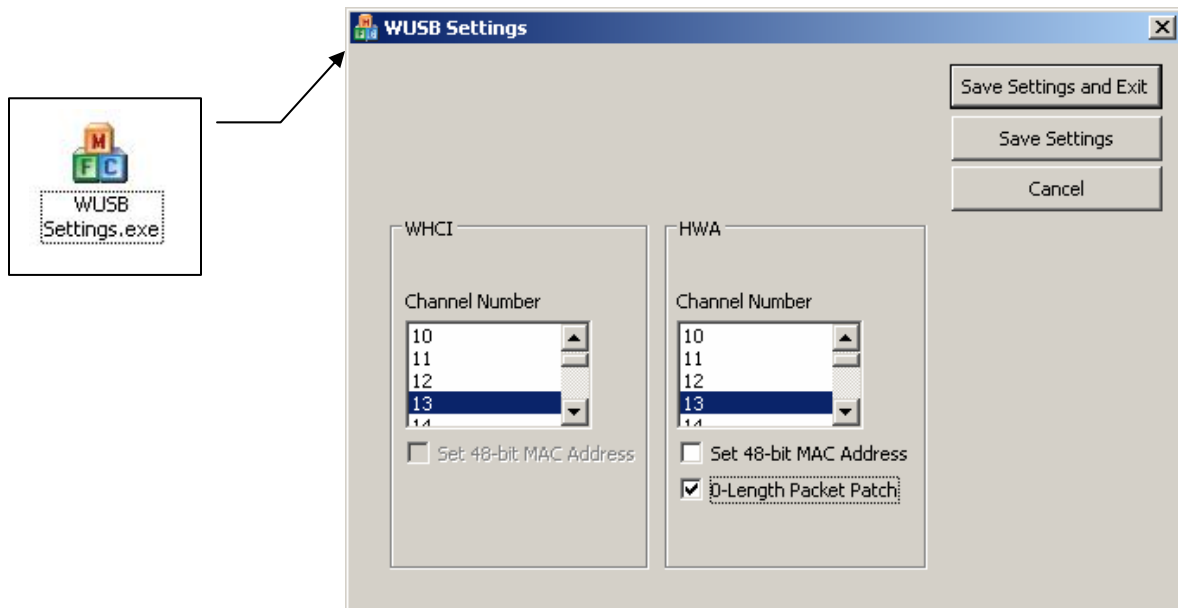 WUSB Settings
M
F C
WUSB
Settings.exe
Save Settings and Exit
Save Settings
Cancel
WHCI
Channel Number
10
11
12
13
14
Set 48-bit MAC Address
HWA
Channel Number
10
11
12
13
14
Set 48-bit MAC Address
0-Length Packet Patch